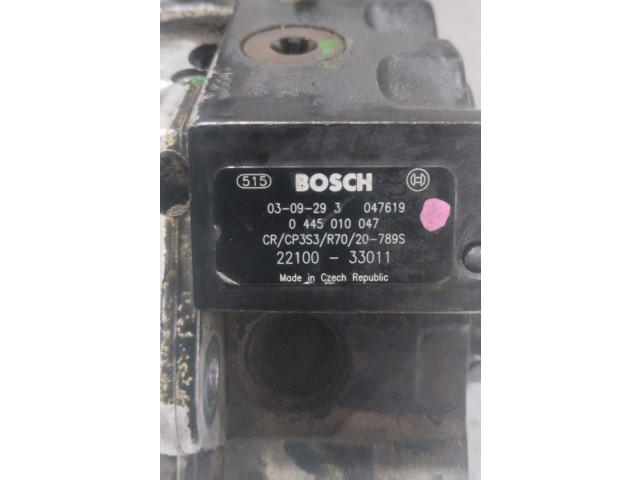 515 BOSCH
03-09-29 3 047619
0 445 010 047
CR/CP3S3/R70/20-789S
22100 - 33011
Made in Czech Republic